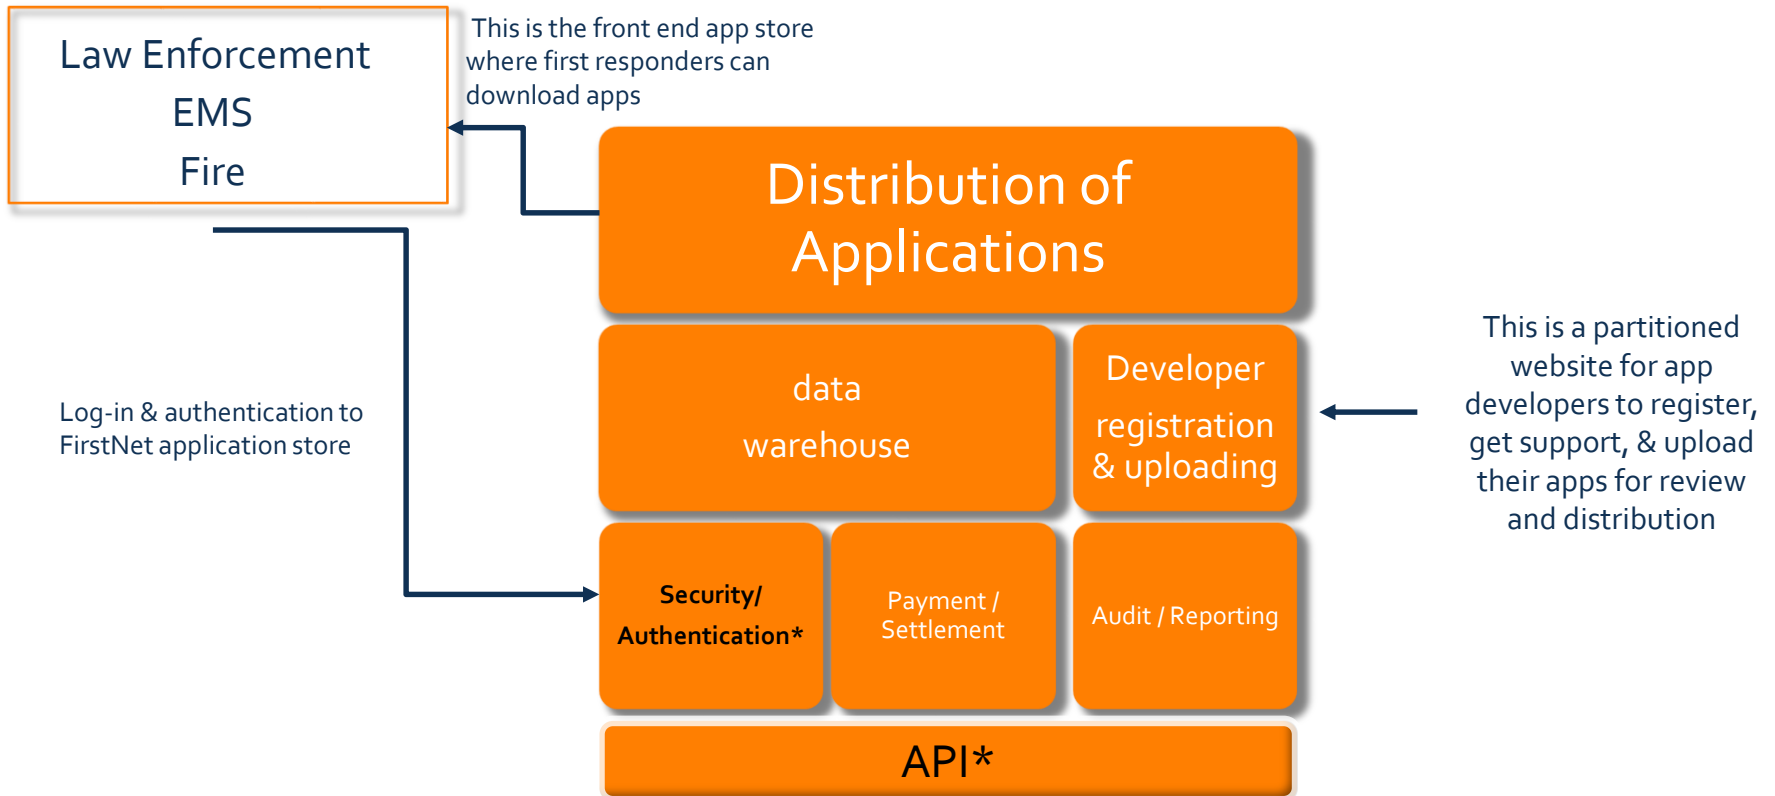 Law Enforcement
EMS
Fire
This is the front end app store
where first responders can
download apps
Distribution of
Applications
data
warehouse
Developer
registration
& uploading
This is a partitioned
website for app
developers to register,
get support, & upload
their apps for review
and distribution
Log-in & authentication to
FirstNet application store
Security/
Authentication*
Payment /
Settlement
Audit / Reporting
API*